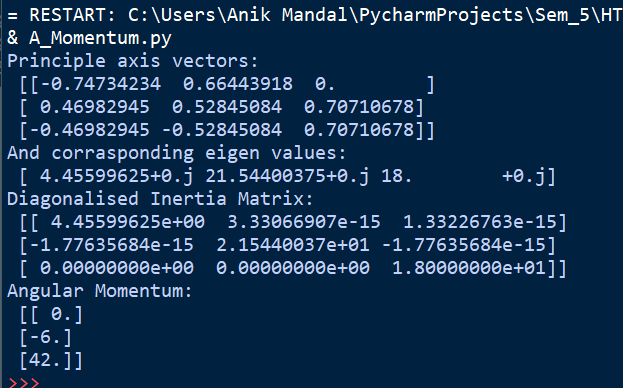 = RESTART: C:\Users\Anik Mandal\PycharmProjects\Sem_5\HT
& A_Momentum.py
Principle axis vectors:
 [[-0.74734234  0.66443918  0.        ]
 [ 0.46982945  0.52845084  0.70710678]
 [-0.46982945 -0.52845084  0.70710678]]
And corrasponding eigen values:
 [ 4.45599625+0.j 21.54400375+0.j 18.        +0.j]
Diagonalised Inertia Matrix:
 [[ 4.45599625e+00  3.33066907e-15  1.33226763e-15]
 [-1.77635684e-15  2.15440037e+01 -1.77635684e-15]
 [ 0.00000000e+00  0.00000000e+00  1.80000000e+01]]
Angular Momentum:
 [[ 0.]
 [-6.]
 [42.]]
>>>